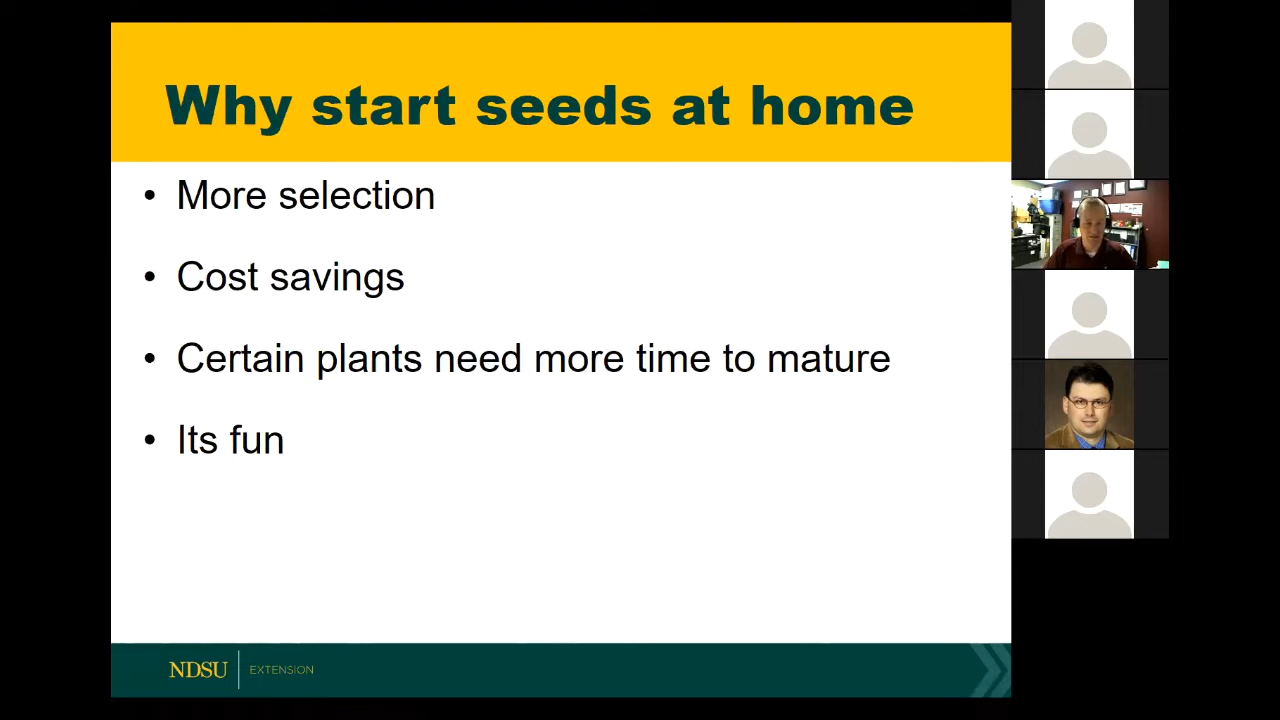 Why start seeds at home
• More selection
• Cost savings
• Certain plants need more time to mature
• Its fun
NDSU EXTENSION